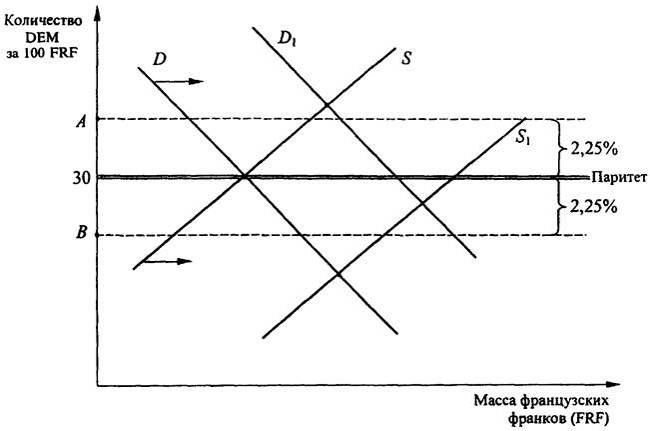 Количество
DEM
за 100 FRF
D
D₁
S
A
S₁
2,25%
30
Паритет
2,25%
B
Масса французских
франков (FRF)